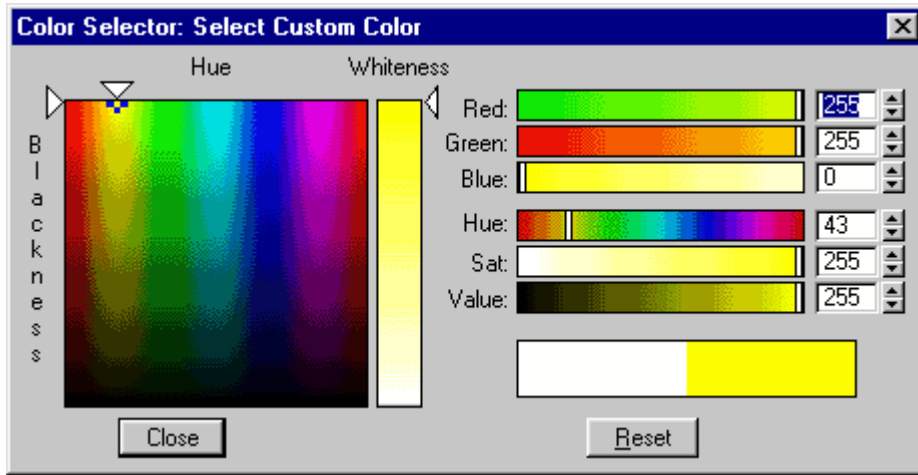 Color Selector: Select Custom Color
Hue Whiteness
Blackness
Red: 255
Green: 255
Blue: 0
Hue: 43
Sat: 255
Value: 255
Close Reset